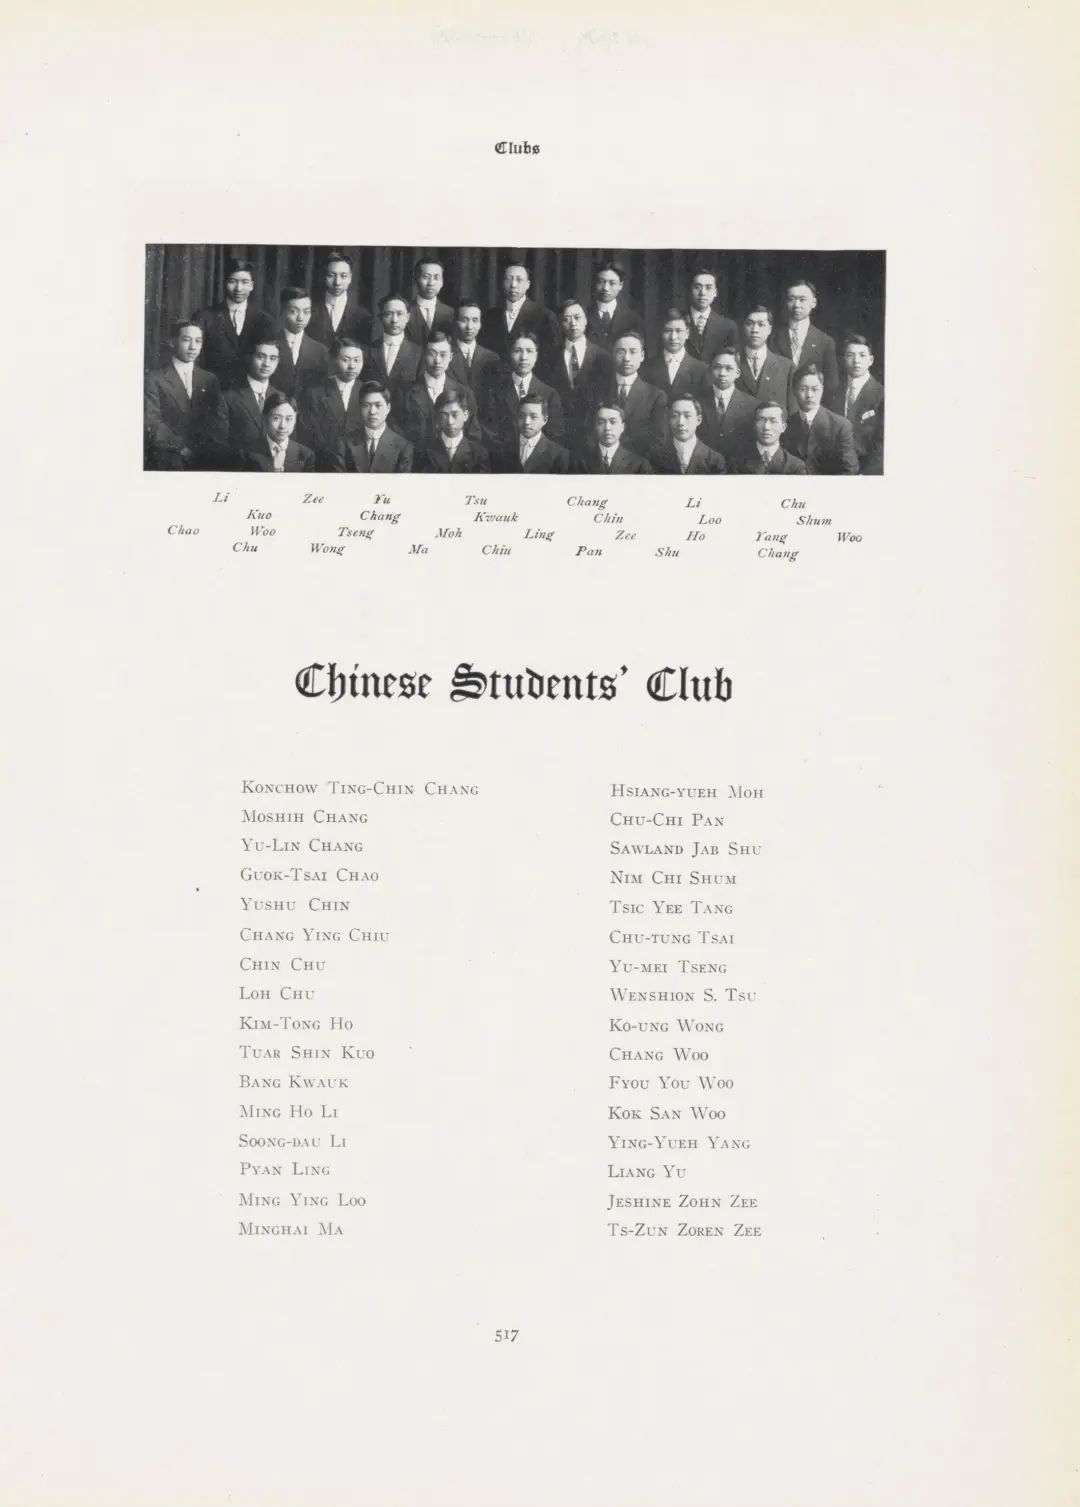 Clubs
Li Zee Yu Tsu Chang Li Chu
Kuo Chang Kwauk Chin Loo Shum
Chao Woo Tseng Moh Ling Zee Ho Yang Woo
Chu Wong Ma Chiu Pan Shu Chang
Chinese Students' Club
Konchow Ting-Chin Chang
Moshih Chang
Yu-Lin Chang
Guok-Tsai Chao
Yushu Chin
Chang Ying Chiu
Chin Chu
Loh Chu
Kim-Tong Ho
Tuar Shin Kuo
Bang Kwauk
Ming Ho Li
Soong-dau Li
Pyan Ling
Ming Ying Loo
Minghai Ma
Hsiang-yueh Moh
Chu-Chi Pan
Sawland Jab Shu
Nim Chi Shum
Tsic Yee Tang
Chu-tung Tsai
Yu-mei Tseng
Wenshion S. Tsu
Ko-ung Wong
Chang Woo
Fyou You Woo
Kok San Woo
Ying-Yueh Yang
Liang Yu
Jeshine Zohn Zee
Ts-Zun Zoren Zee
517